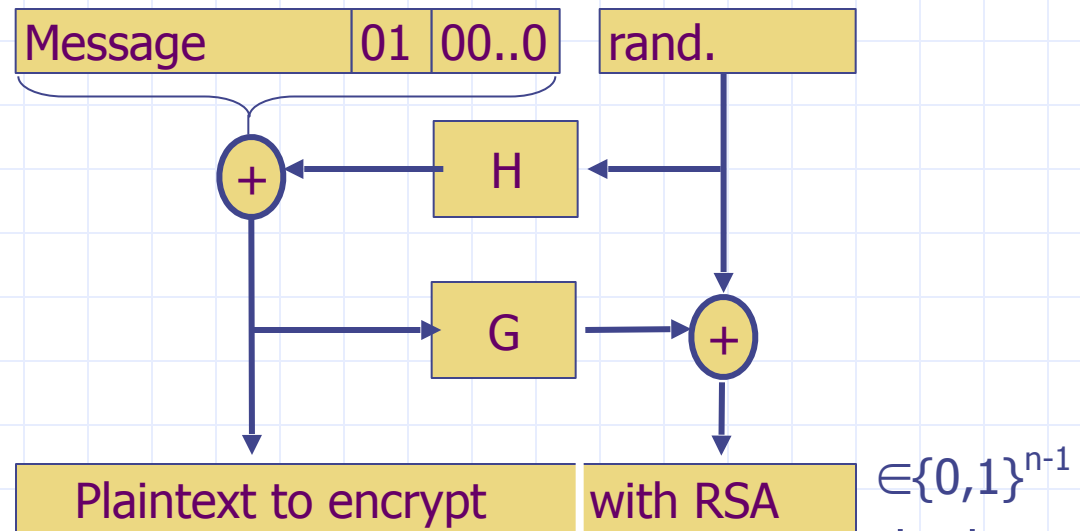 Message 01 00..0 rand.
+ H
G +
Plaintext to encrypt with RSA ∈{0,1}ⁿ⁻¹